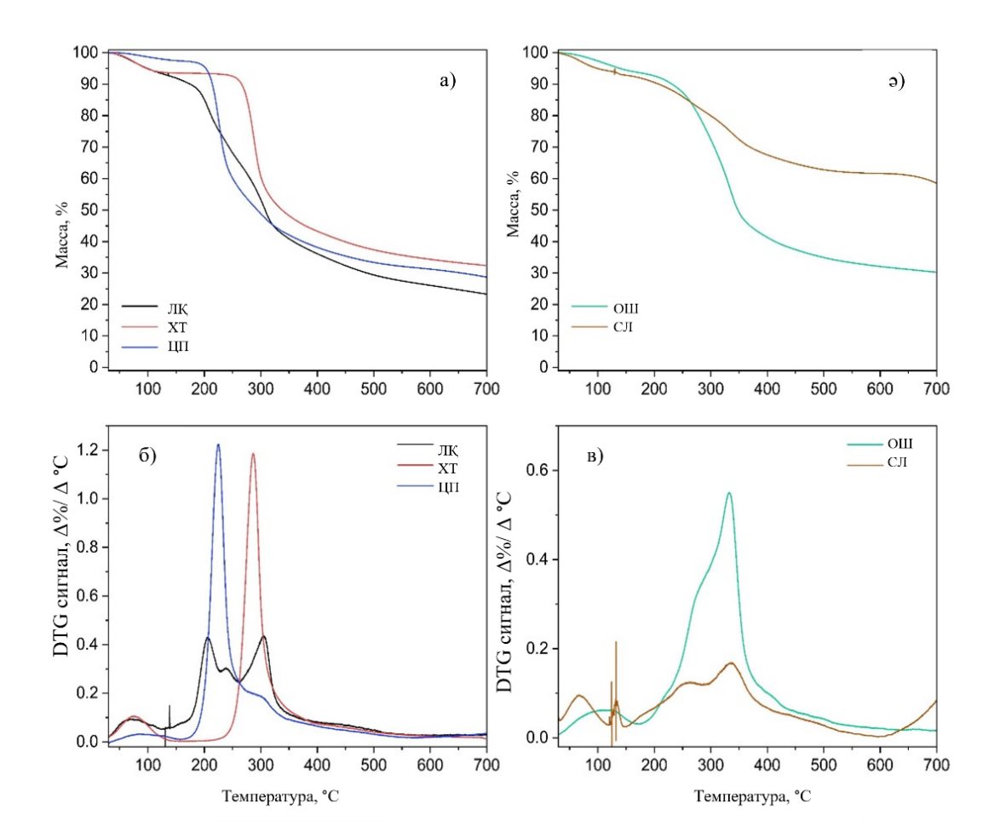 а)
Масса, %
100
90
80
70
60
50
40
30
20
10
0
ЛҚ
ХТ
ЦП
100 200 300 400 500 600 700
ә)
Масса, %
100
90
80
70
60
50
40
30
20
10
0
ОШ
СЛ
100 200 300 400 500 600 700
б)
DTG сигнал, Δ%/ Δ °C
1.2
1.0
0.8
0.6
0.4
0.2
0.0
ЛҚ
ХТ
ЦП
100 200 300 400 500 600 700
Температура, °C
в)
DTG сигнал, Δ%/ Δ °C
0.6
0.4
0.2
0.0
ОШ
СЛ
100 200 300 400 500 600 700
Температура, °C